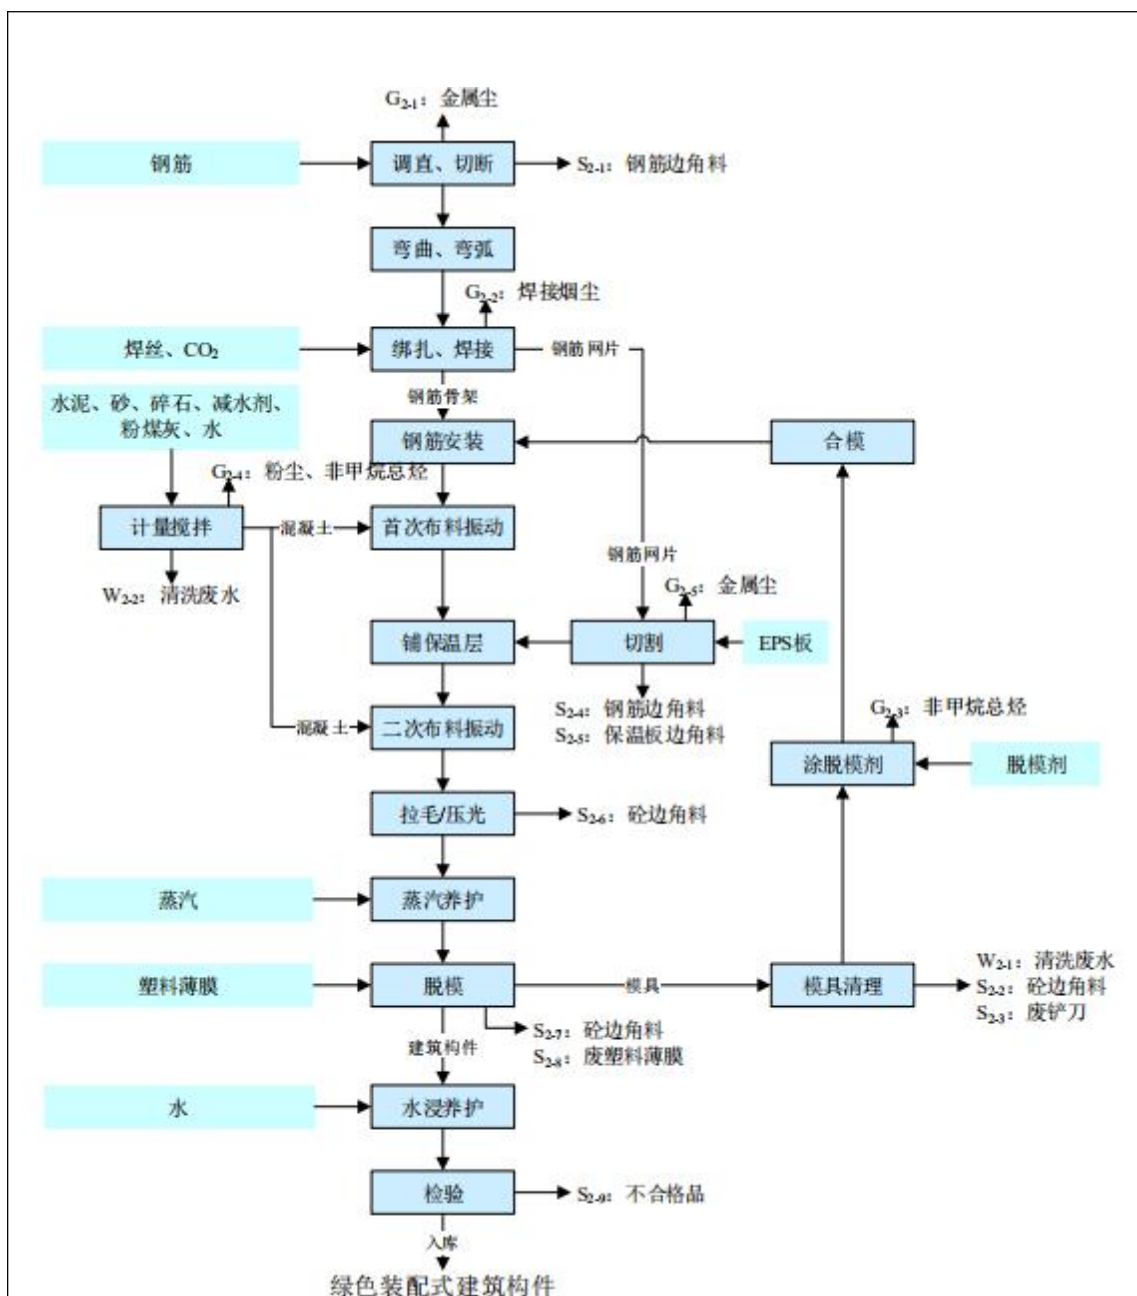 G₂₋₁：金属尘
钢筋
调直、切断
S₂₋₁：钢筋边角料
弯曲、弯弧
G₂₋₂：焊接烟尘
焊丝、CO₂
绑扎、焊接
钢筋网片
钢筋骨架
水泥、砂、碎石、减水剂、
粉煤灰、水
钢筋安装
合模
G₂₋₄：粉尘、非甲烷总烃
计量搅拌
混凝土
首次布料振动
钢筋网片
W₂₋₂：清洗废水
G₂₋₅：金属尘
铺保温层
切割
EPS板
S₂₋₄：钢筋边角料
S₂₋₅：保温板边角料
G₂₋₃：非甲烷总烃
混凝土
二次布料振动
涂脱模剂
脱模剂
拉毛/压光
S₂₋₆：砼边角料
蒸汽
蒸汽养护
塑料薄膜
脱模
模具
模具清理
W₂₋₁：清洗废水
S₂₋₂：砼边角料
S₂₋₃：废铲刀
S₂₋₇：砼边角料
S₂₋₈：废塑料薄膜
建筑构件
水
水浸养护
检验
S₂₋₉：不合格品
入库
绿色装配式建筑构件